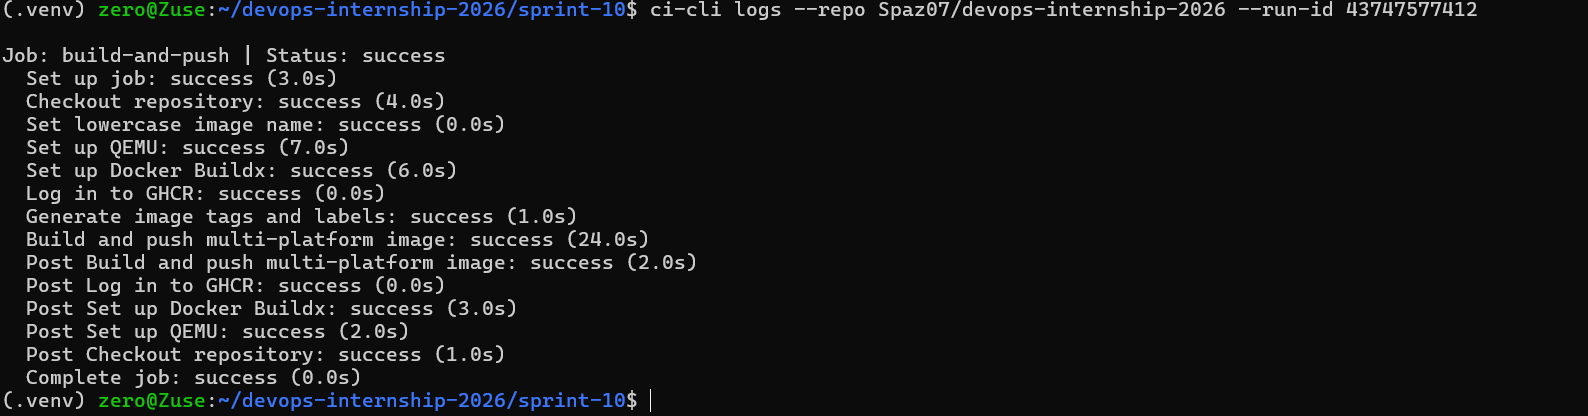 (.venv) zero@Zuse:~/devops-internship-2026/sprint-10$ ci-cli logs --repo Spaz07/devops-internship-2026 --run-id 43747577412
Job: build-and-push | Status: success
  Set up job: success (3.0s)
  Checkout repository: success (4.0s)
  Set lowercase image name: success (0.0s)
  Set up QEMU: success (7.0s)
  Set up Docker Buildx: success (6.0s)
  Log in to GHCR: success (0.0s)
  Generate image tags and labels: success (1.0s)
  Build and push multi-platform image: success (24.0s)
  Post Build and push multi-platform image: success (2.0s)
  Post Log in to GHCR: success (0.0s)
  Post Set up Docker Buildx: success (3.0s)
  Post Set up QEMU: success (2.0s)
  Post Checkout repository: success (1.0s)
  Complete job: success (0.0s)
(.venv) zero@Zuse:~/devops-internship-2026/sprint-10$